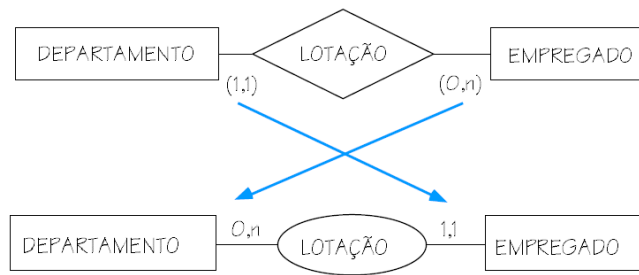 DEPARTAMENTO LOTAÇÃO EMPREGADO
(1,1) (0,n)
0,n 1,1
DEPARTAMENTO LOTAÇÃO EMPREGADO